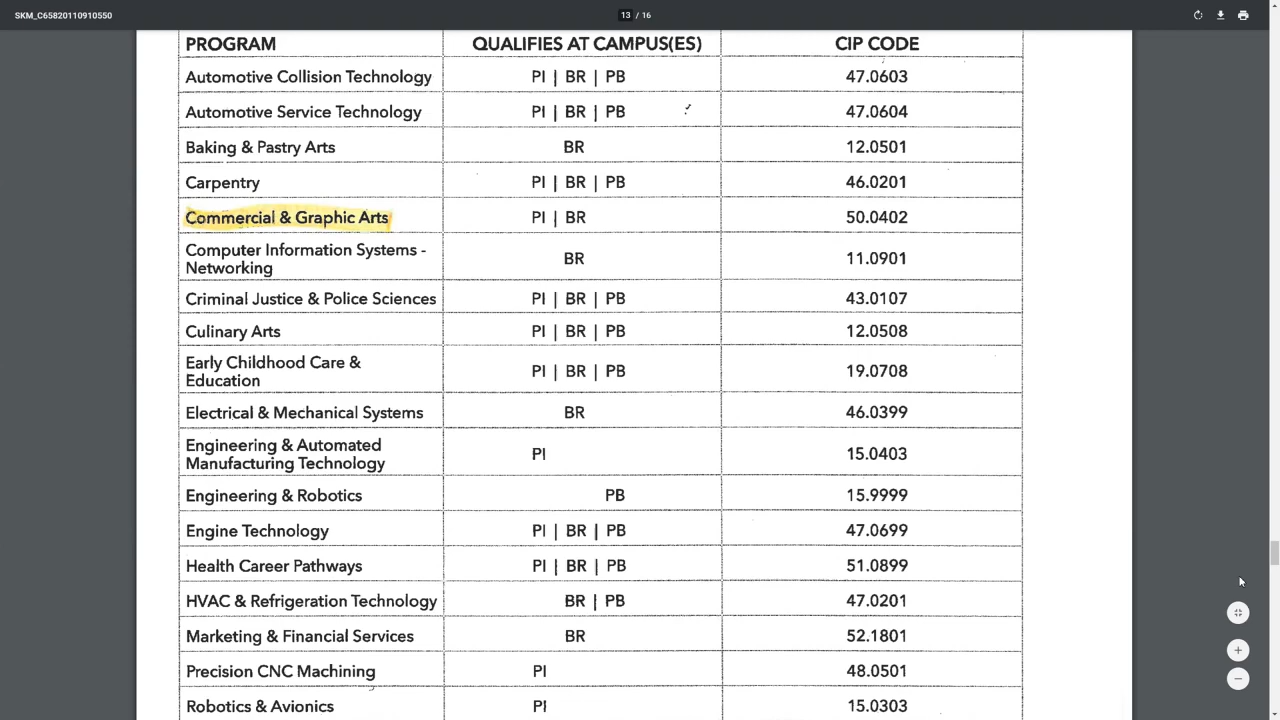 SKM_C65820110910550
13 / 16
PROGRAM QUALIFIES AT CAMPUS(ES) CIP CODE
Automotive Collision Technology PI | BR | PB 47.0603
Automotive Service Technology PI | BR | PB 47.0604
Baking & Pastry Arts BR 12.0501
Carpentry PI | BR | PB 46.0201
Commercial & Graphic Arts PI | BR 50.0402
Computer Information Systems -
Networking BR 11.0901
Criminal Justice & Police Sciences PI | BR | PB 43.0107
Culinary Arts PI | BR | PB 12.0508
Early Childhood Care &
Education PI | BR | PB 19.0708
Electrical & Mechanical Systems BR 46.0399
Engineering & Automated
Manufacturing Technology PI 15.0403
Engineering & Robotics PB 15.9999
Engine Technology PI | BR | PB 47.0699
Health Career Pathways PI | BR | PB 51.0899
HVAC & Refrigeration Technology BR | PB 47.0201
Marketing & Financial Services BR 52.1801
Precision CNC Machining PI 48.0501
Robotics & Avionics PI 15.0303